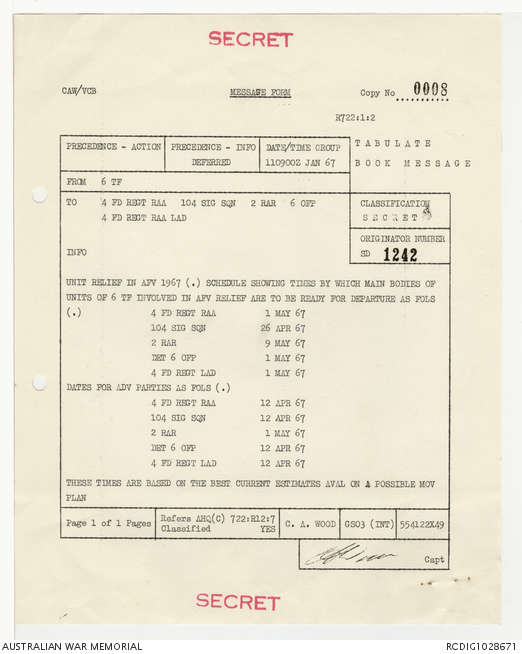 SECRET
CAW/VCB
MESSAGE FORM
Copy No 0008
R722:1:2
PRECEDENCE - ACTION
PRECEDENCE - INFO
DEFERRED
DATE/TIME GROUP
110900Z JAN 67
TABULATE
BOOK MESSAGE
FROM 6 TF
TO 4 FD REGT RAA 104 SIG SQN 2 RAR 6 OFP
4 FD REGT RAA LAD
CLASSIFICATION
SECRET
ORIGINATOR NUMBER
SD 1242
INFO
UNIT RELIEF IN AFV 1967 (.) SCHEDULE SHOWING TIMES BY WHICH MAIN BODIES OF
UNITS OF 6 TF INVOLVED IN AFV RELIEF ARE TO BE READY FOR DEPARTURE AS FOLS
(.) 4 FD REGT RAA 1 MAY 67
104 SIG SQN 26 APR 67
2 RAR 9 MAY 67
DET 6 OFP 1 MAY 67
4 FD REGT LAD 1 MAY 67
DATES FOR ADV PARTIES AS FOLS (.)
4 FD REGT RAA 12 APR 67
104 SIG SQN 12 APR 67
2 RAR 1 MAY 67
DET 6 OFP 12 APR 67
4 FD REGT LAD 12 APR 67
THESE TIMES ARE BASED ON THE BEST CURRENT ESTIMATES AVAL ON A POSSIBLE MOV
PLAN
Page 1 of 1 Pages
Refers AHQ(C) 722:R12:7
Classified YES
C. A. WOOD
GSO3 (INT)
554122X49
Capt
SECRET
AUSTRALIAN WAR MEMORIAL
RCDIG1028671